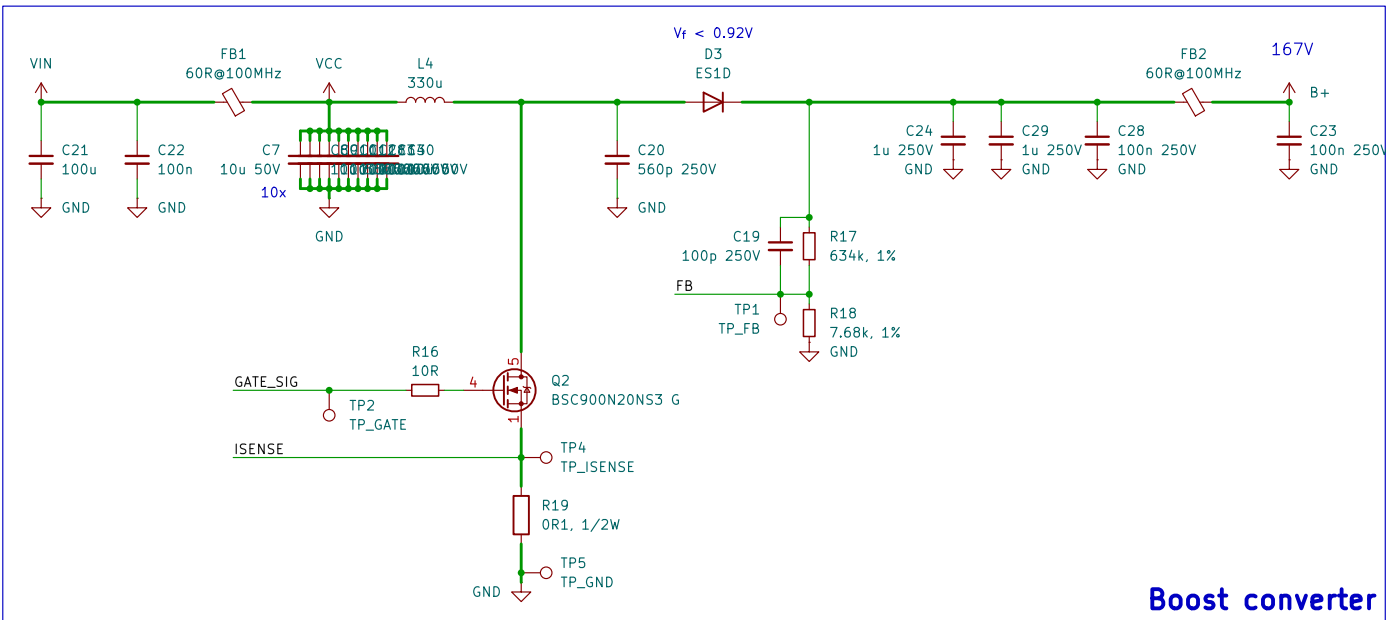 Vf < 0.92V
VIN
FB1
60R@100MHz
VCC
L4
330u
D3
ES1D
FB2
60R@100MHz
167V
B+
C21
100u
GND
C22
100n
GND
C7
10u 50V
10x
GND
C20
560p 250V
GND
C24
1u 250V
GND
C29
1u 250V
GND
C28
100n 250V
GND
C23
100n 250V
GND
C19
100p 250V
R17
634k, 1%
FB
TP1
TP_FB
R18
7.68k, 1%
GND
R16
10R
GATE_SIG
TP2
TP_GATE
4
5
1
Q2
BSC900N20NS3 G
ISENSE
TP4
TP_ISENSE
R19
0R1, 1/2W
TP5
TP_GND
GND
Boost converter